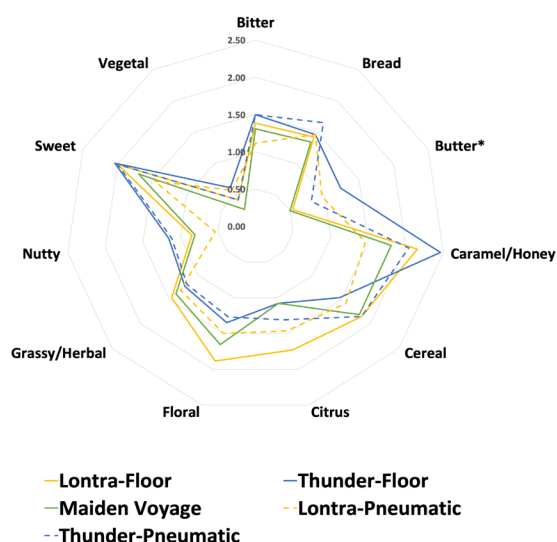 Bitter
2.50
Vegetal
Bread
2.00
1.50
Sweet
Butter*
1.00
0.50
0.00
Nutty
Caramel/Honey
Grassy/Herbal
Cereal
Floral
Citrus
Lontra-Floor
Thunder-Floor
Maiden Voyage
Lontra-Pneumatic
Thunder-Pneumatic